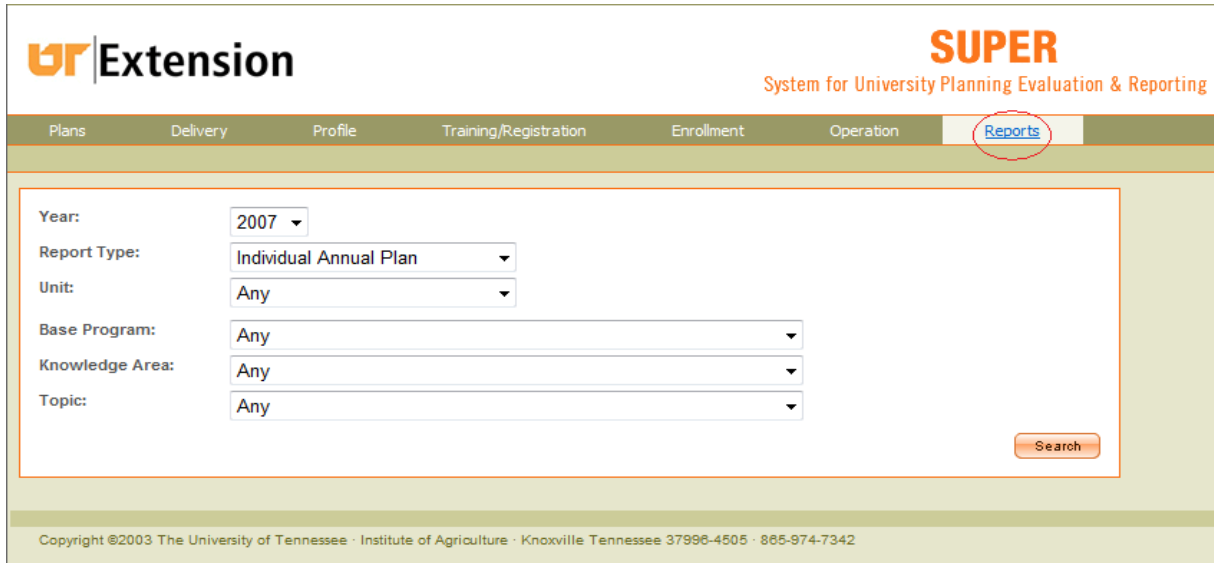 UT Extension
SUPER
System for University Planning Evaluation & Reporting
Plans Delivery Profile Training/Registration Enrollment Operation Reports
Year: 2007
Report Type: Individual Annual Plan
Unit: Any
Base Program: Any
Knowledge Area: Any
Topic: Any
Search
Copyright ©2003 The University of Tennessee · Institute of Agriculture · Knoxville Tennessee 37996-4505 · 865-974-7342